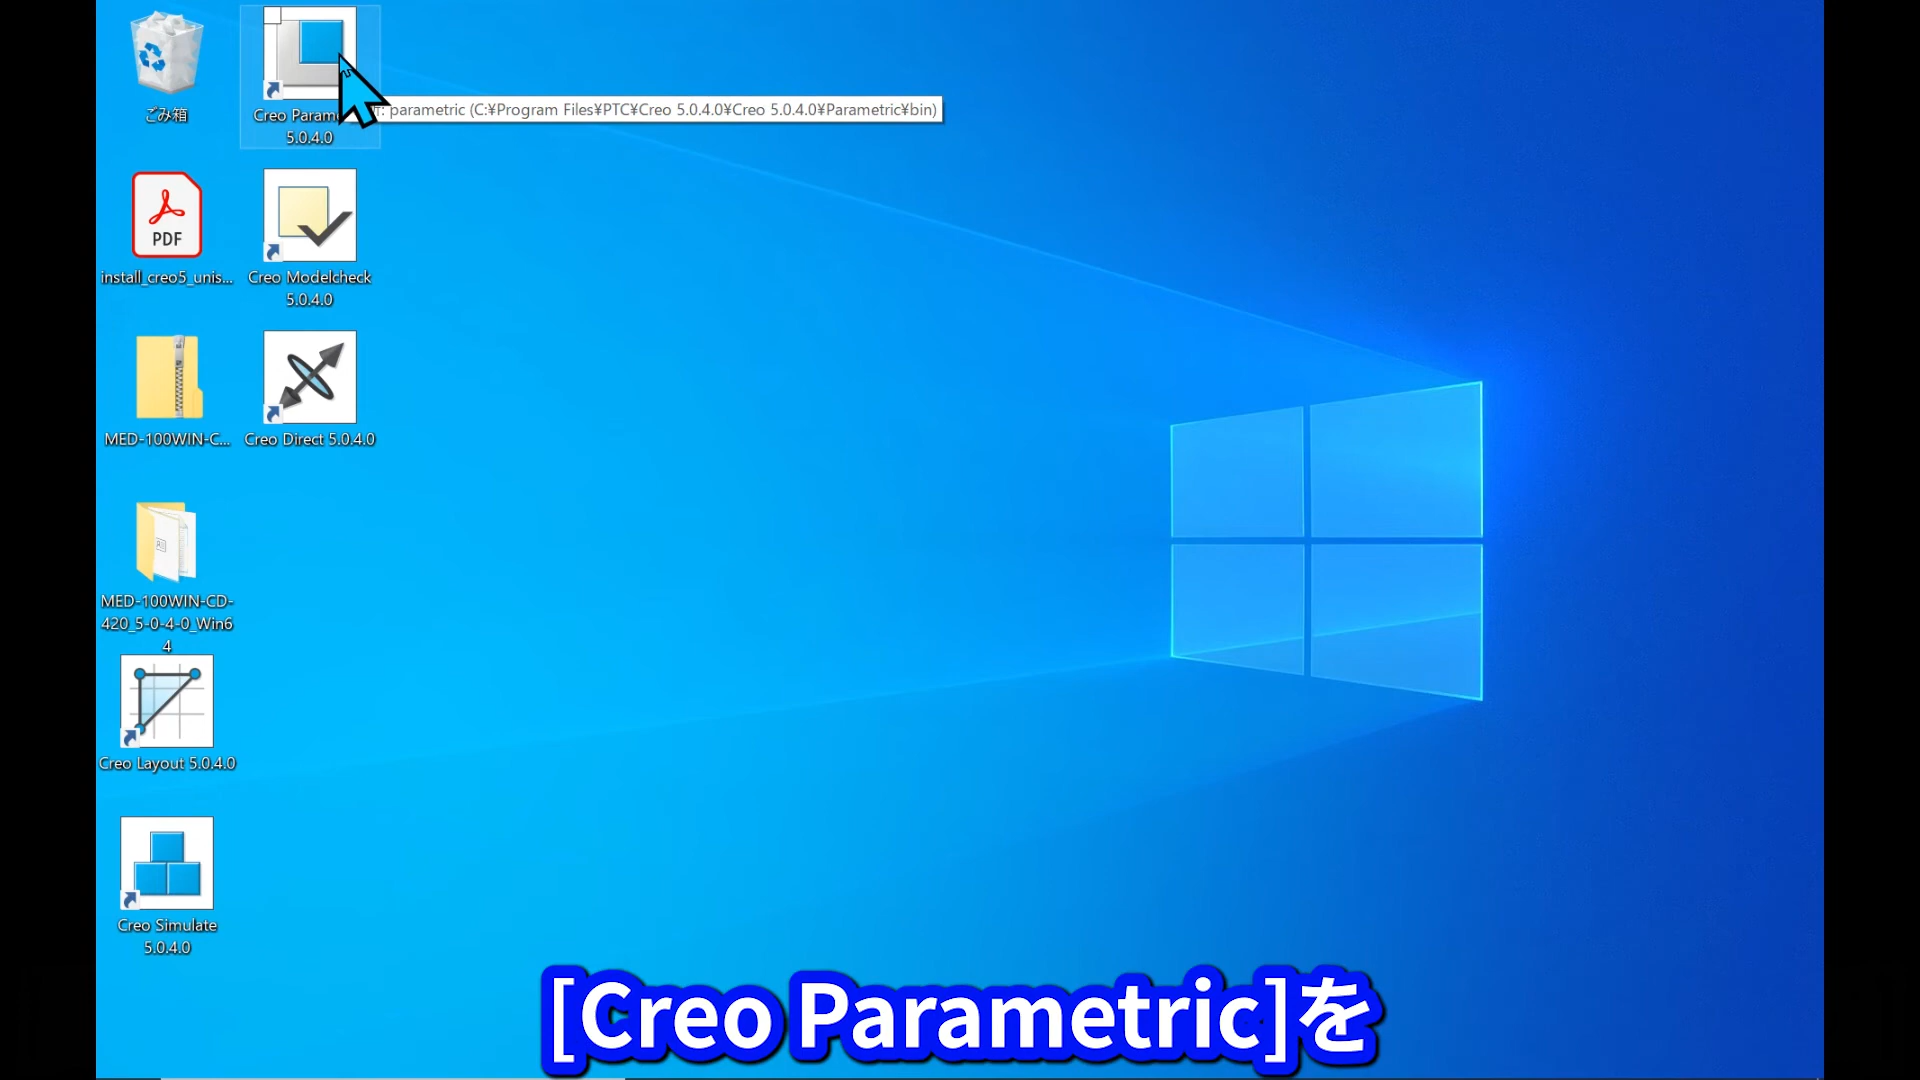 ごみ箱
Creo Param
5.0.4.0
: parametric (C:¥Program Files¥PTC¥Creo 5.0.4.0¥Creo 5.0.4.0¥Parametric¥bin)
PDF
install_creo5_unis...
Creo Modelcheck
5.0.4.0
MED-100WIN-C...
Creo Direct 5.0.4.0
MED-100WIN-CD-
420_5-0-4-0_Win6
4
Creo Layout 5.0.4.0
Creo Simulate
5.0.4.0
[Creo Parametric]を